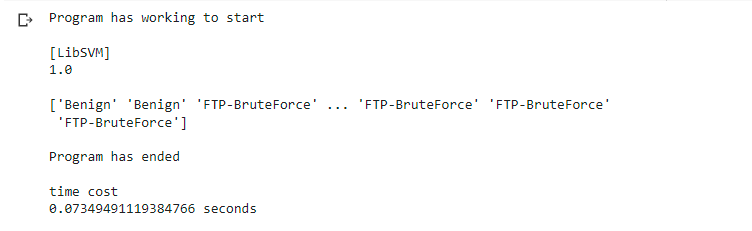 Program has working to start
[LibSVM]
1.0
['Benign' 'Benign' 'FTP-BruteForce' ... 'FTP-BruteForce' 'FTP-BruteForce'
'FTP-BruteForce']
Program has ended
time cost
0.07349491119384766 seconds